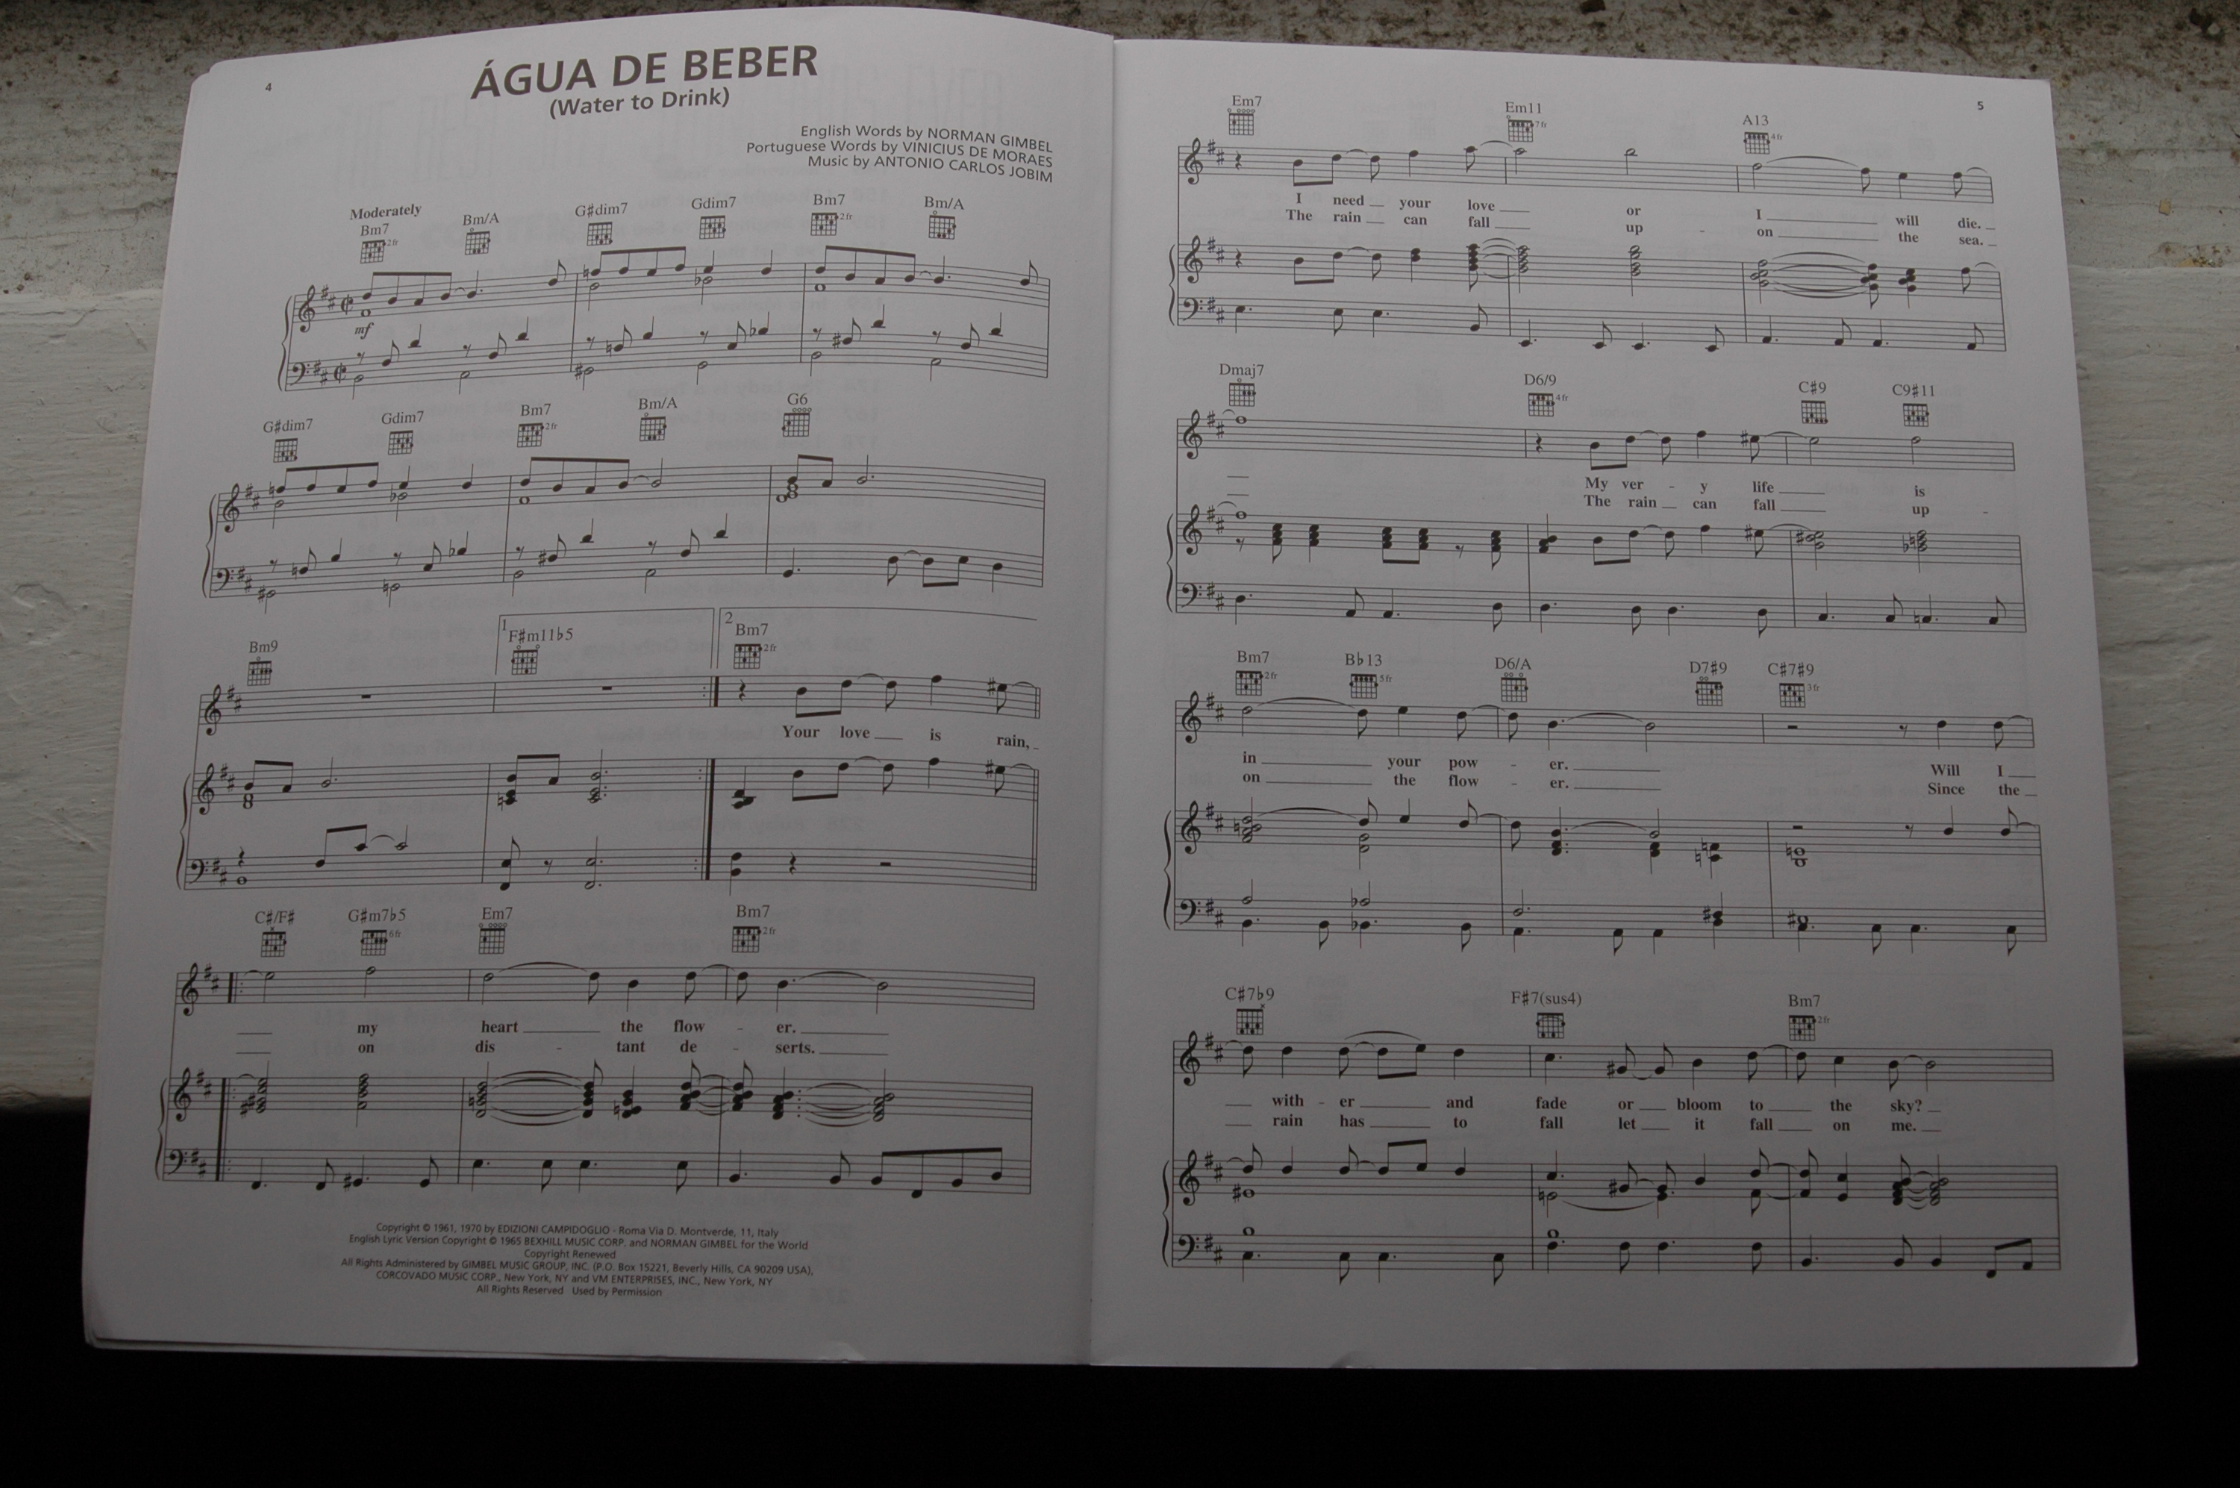 4
ÁGUA DE BEBER
(Water to Drink)
English Words by NORMAN GIMBEL
Portuguese Words by VINICIUS DE MORAES
Music by ANTONIO CARLOS JOBIM
Moderately
Bm7 Bm/A G♯dim7 Gdim7 Bm7 Bm/A
2fr 2fr
mf
G♯dim7 Gdim7 Bm7 Bm/A G6
2fr
1 2
Bm9 F♯m11♭5 Bm7
2fr
Your love is rain,
C♯/F♯ G♯m7♭5 Em7 Bm7
6fr 2fr
my heart the flow - er.
on dis - tant de - serts.
Copyright © 1961, 1970 by EDIZIONI CAMPIDOGLIO - Roma Via D. Montverde, 11, Italy
English Lyric Version Copyright © 1965 BEXHILL MUSIC CORP. and NORMAN GIMBEL for the World
Copyright Renewed
All Rights Administered by GIMBEL MUSIC GROUP, INC. (P.O. Box 15221, Beverly Hills, CA 90209 USA),
CORCOVADO MUSIC CORP., New York, NY and VM ENTERPRISES, INC., New York, NY
All Rights Reserved Used by Permission
5
Em7 Em11 A13
7fr 4fr
I need your love or I will die.
The rain can fall up - on the sea.
Dmaj7 D6/9 C♯9 C9♯11
4fr
My ver - y life is
The rain can fall up -
Bm7 B♭13 D6/A D7♯9 C♯7♯9
2fr 5fr 3fr
in your pow - er. Will I
on the flow - er. Since the
C♯7♭9 F♯7(sus4) Bm7
2fr
with - er and fade or bloom to the sky?
rain has to fall let it fall on me.